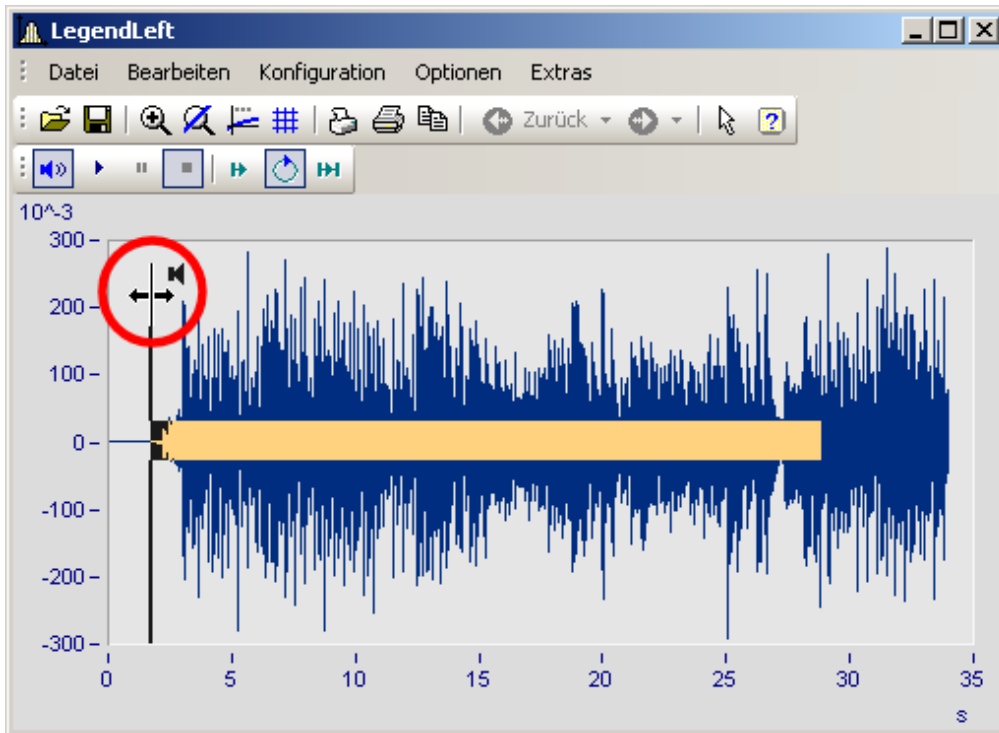 LegendLeft
Datei Bearbeiten Konfiguration Optionen Extras
Zurück
10^-3
300
200
100
0
-100
-200
-300
0 5 10 15 20 25 30 35
s